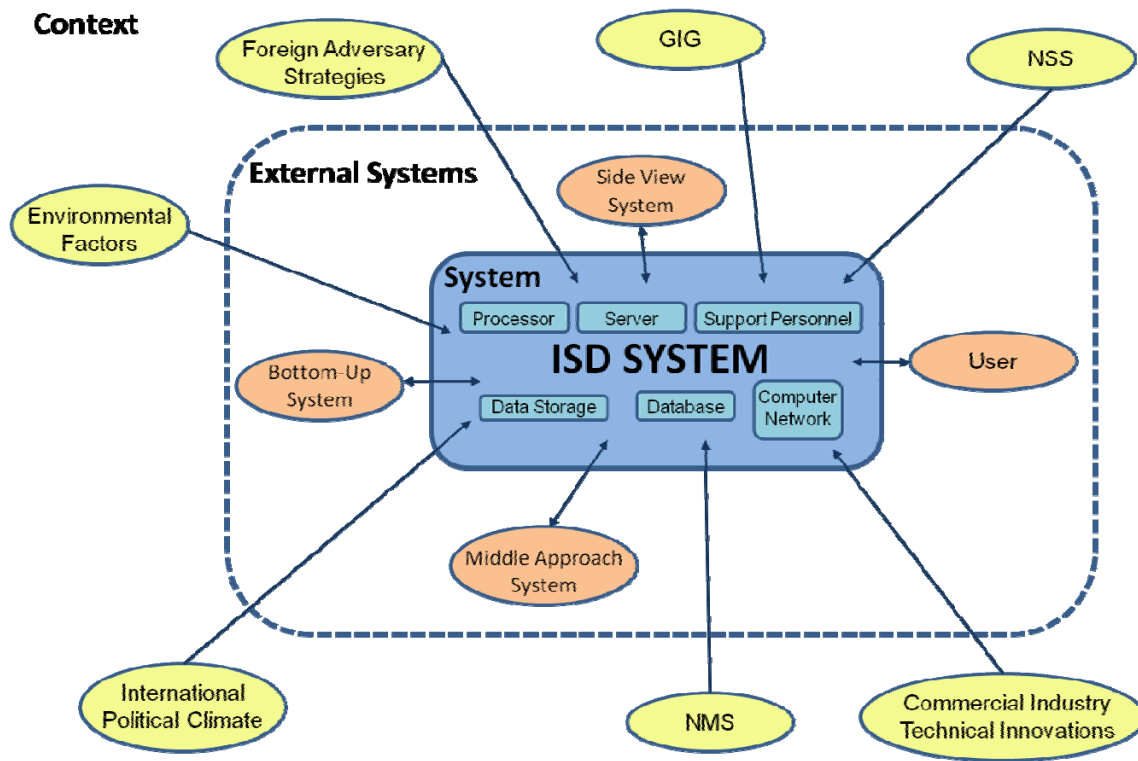 Context
Foreign Adversary
Strategies
GIG
NSS
External Systems
Side View
System
Environmental
Factors
System
Processor
Server
Support Personnel
ISD SYSTEM
User
Bottom-Up
System
Data Storage
Database
Computer
Network
Middle Approach
System
International
Political Climate
NMS
Commercial Industry
Technical Innovations